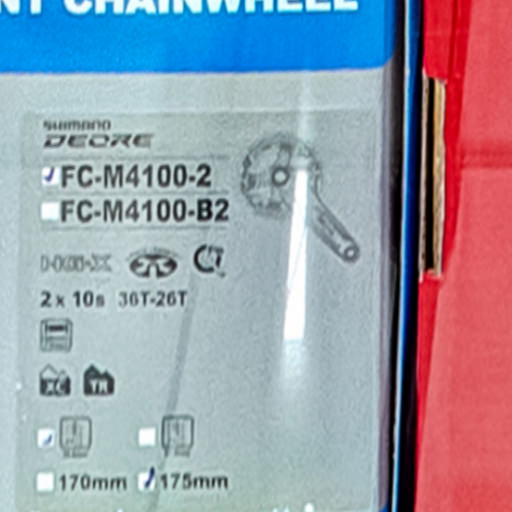 NT CHAINWHEEL
SHIMANO
DEORE
FC-M4100-2
FC-M4100-B2
2 x 10s 36T-26T
XC TR
170mm 175mm